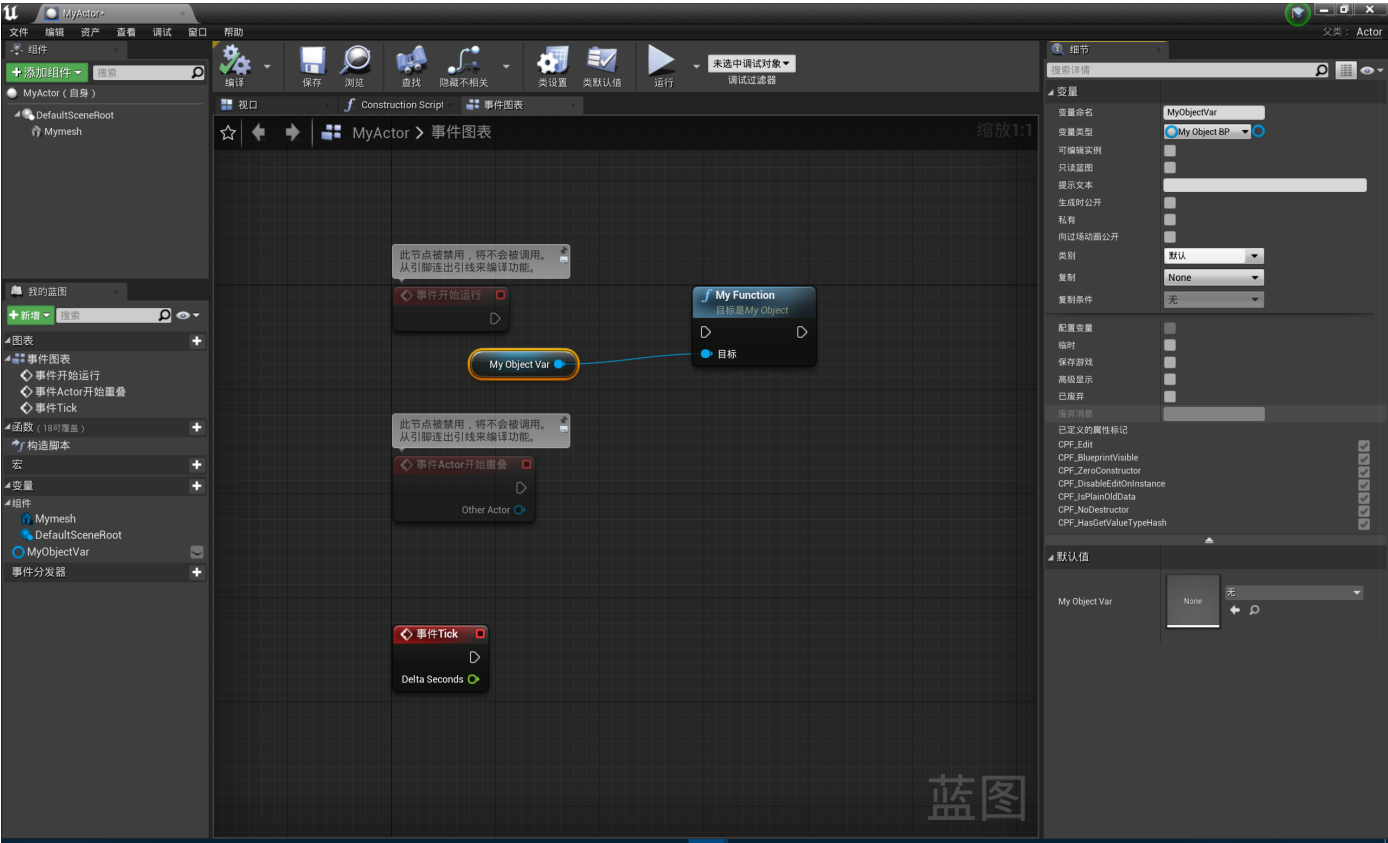 MyActor*
文件 编辑 资产 查看 调试 窗口 帮助
父类： Actor
组件
添加组件
搜索
MyActor（自身）
DefaultSceneRoot
Mymesh
编译
保存
浏览
查找
隐藏不相关
类设置
类默认值
运行
未选中调试对象
调试过滤器
视口
Construction Script
事件图表
MyActor
事件图表
缩放1:1
此节点被禁用，将不会被调用。
从引脚连出引线来编译功能。
事件开始运行
My Object Var
My Function
目标是My Object
目标
此节点被禁用，将不会被调用。
从引脚连出引线来编译功能。
事件Actor开始重叠
Other Actor
事件Tick
Delta Seconds
蓝图
我的蓝图
新增
搜索
图表
事件图表
事件开始运行
事件Actor开始重叠
事件Tick
函数（18可覆盖）
构造脚本
宏
变量
组件
Mymesh
DefaultSceneRoot
MyObjectVar
事件分发器
细节
搜索详情
变量
变量命名 MyObjectVar
变量类型 My Object BP
可编辑实例
只读蓝图
提示文本
生成时公开
私有
向过场动画公开
类别 默认
复制 None
复制条件 无
配置变量
临时
保存游戏
高级显示
已废弃
废弃消息
已定义的属性标记
CPF_Edit
CPF_BlueprintVisible
CPF_ZeroConstructor
CPF_DisableEditOnInstance
CPF_IsPlainOldData
CPF_NoDestructor
CPF_HasGetValueTypeHash
默认值
My Object Var
None
无